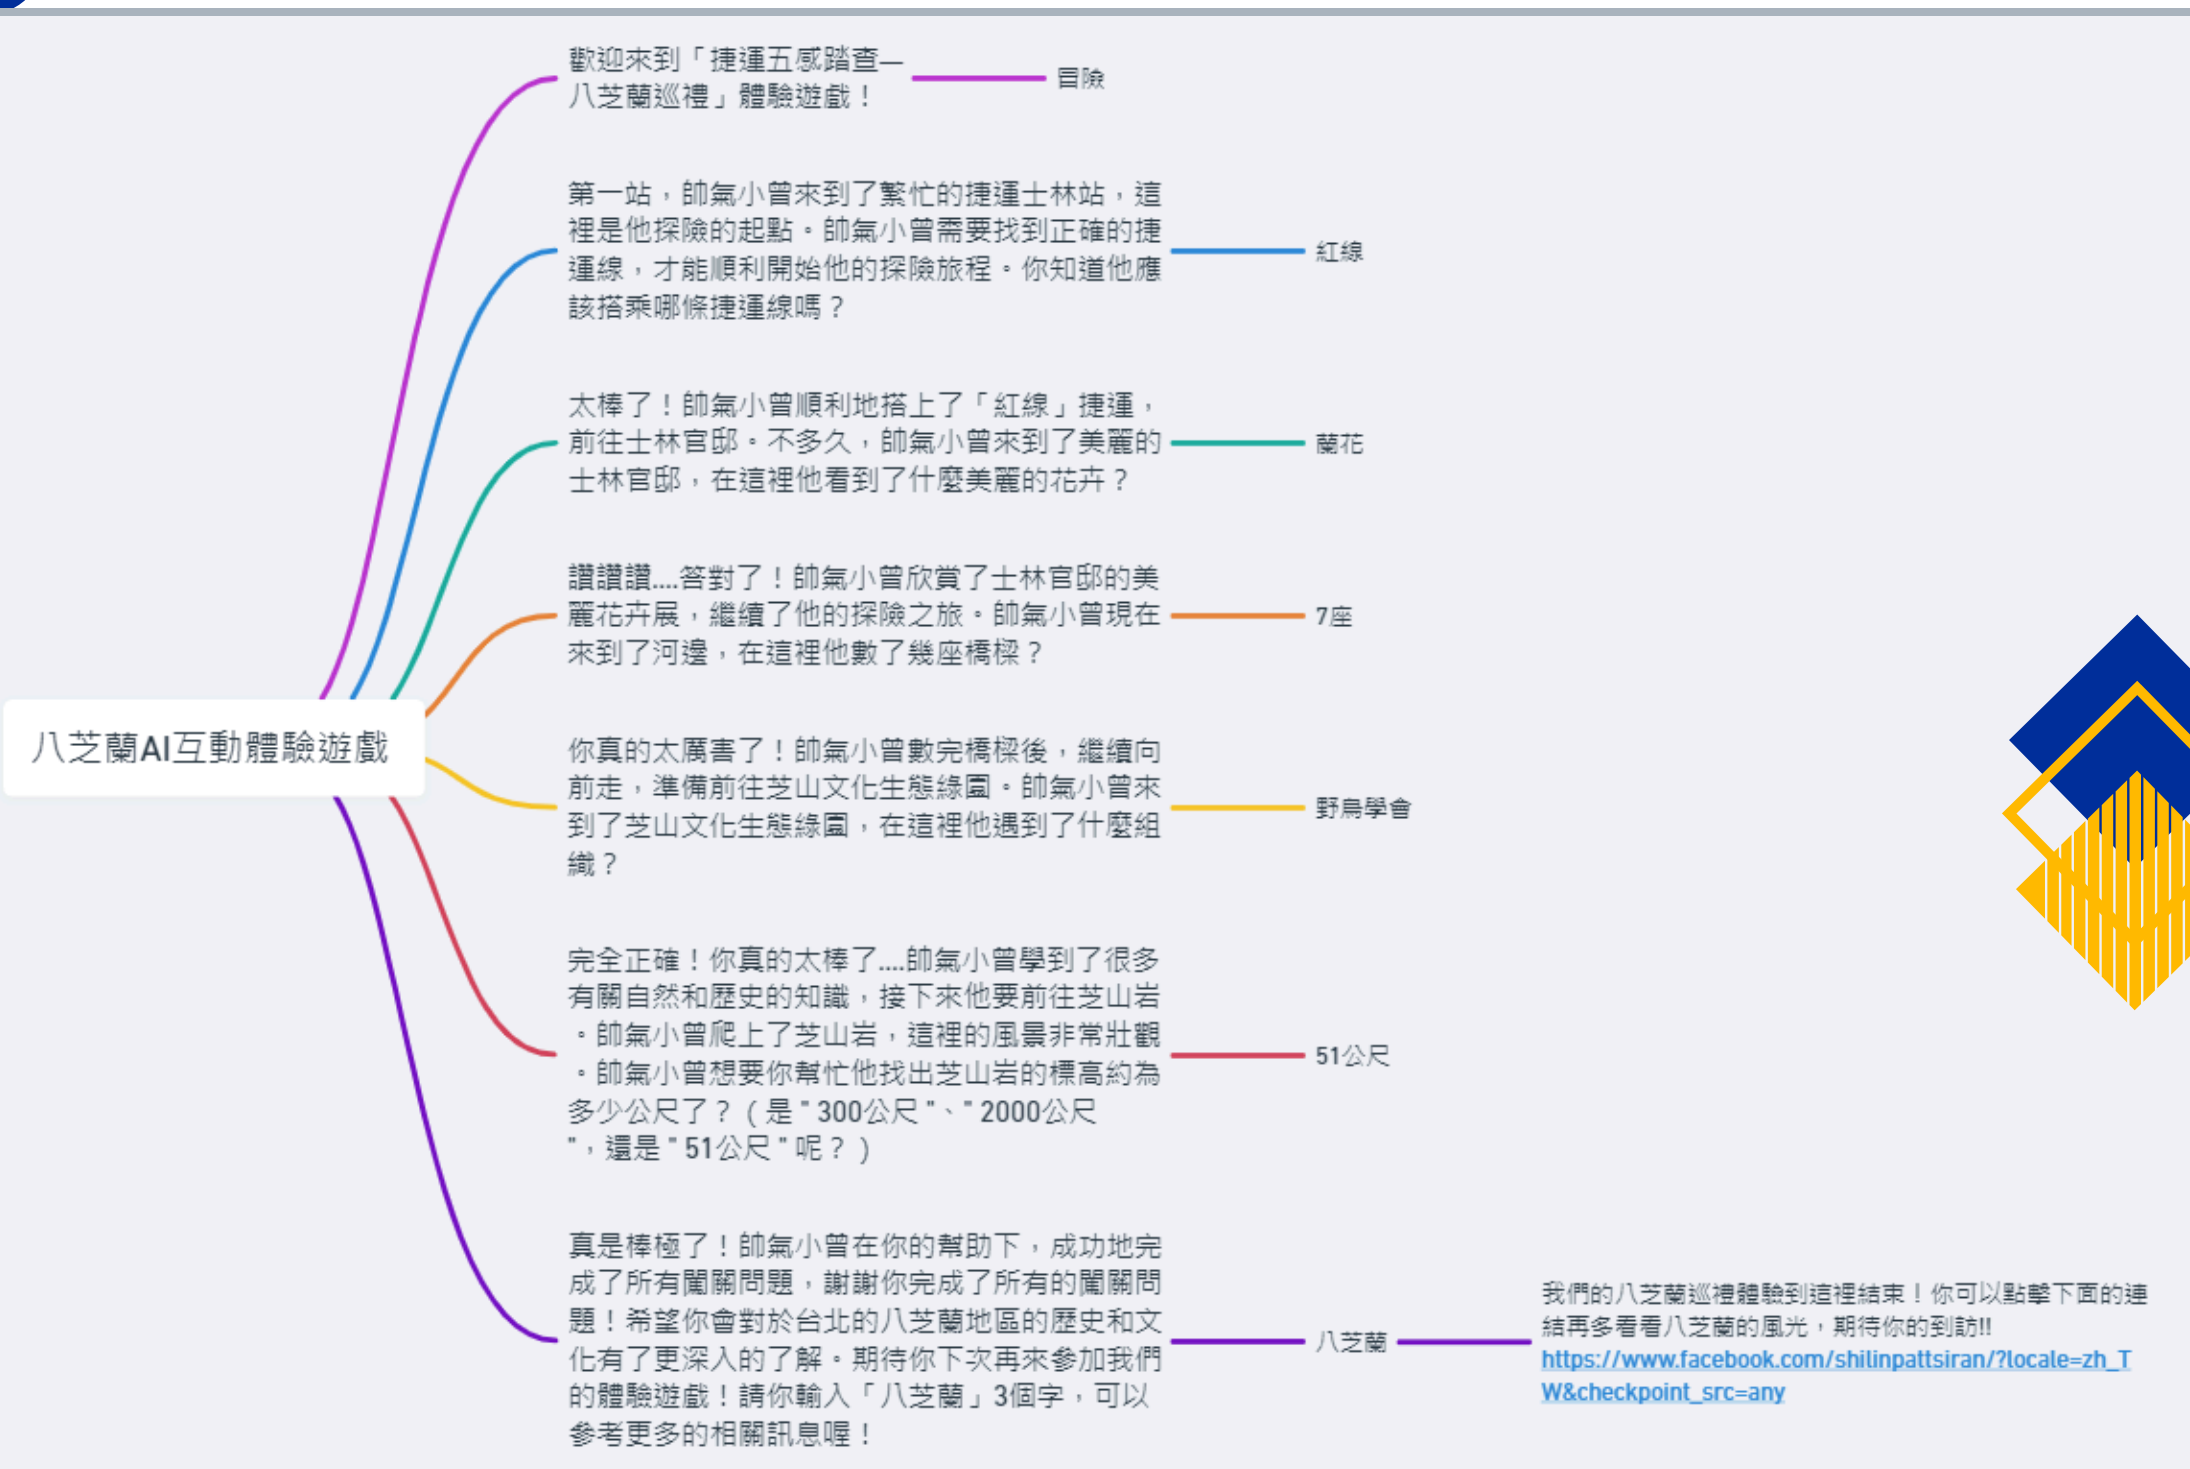 歡迎來到「捷運五感踏查—
八芝蘭巡禮」體驗遊戲！
冒險
第一站，帥氣小曾來到了繁忙的捷運士林站，這
裡是他探險的起點。帥氣小曾需要找到正確的捷
運線，才能順利開始他的探險旅程。你知道他應
該搭乘哪條捷運線嗎？
紅線
太棒了！帥氣小曾順利地搭上了「紅線」捷運，
前往士林官邸。不多久，帥氣小曾來到了美麗的
士林官邸，在這裡他看到了什麼美麗的花卉？
蘭花
讚讚讚....答對了！帥氣小曾欣賞了士林官邸的美
麗花卉展，繼續了他的探險之旅。帥氣小曾現在
來到了河邊，在這裡他數了幾座橋樑？
7座
八芝蘭AI互動體驗遊戲
你真的太厲害了！帥氣小曾數完橋樑後，繼續向
前走，準備前往芝山文化生態綠園。帥氣小曾來
到了芝山文化生態綠園，在這裡他遇到了什麼組
織？
野鳥學會
完全正確！你真的太棒了....帥氣小曾學到了很多
有關自然和歷史的知識，接下來他要前往芝山岩
。帥氣小曾爬上了芝山岩，這裡的風景非常壯觀
。帥氣小曾想要你幫忙他找出芝山岩的標高約為
多少公尺了？（是 " 300公尺 "、" 2000公尺
"，還是 " 51公尺 " 呢？）
51公尺
真是棒極了！帥氣小曾在你的幫助下，成功地完
成了所有闖關問題，謝謝你完成了所有的闖關問
題！希望你會對於台北的八芝蘭地區的歷史和文
化有了更深入的了解。期待你下次再來參加我們
的體驗遊戲！請你輸入「八芝蘭」3個字，可以
參考更多的相關訊息喔！
八芝蘭
我們的八芝蘭巡禮體驗到這裡結束！你可以點擊下面的連
結再多看看八芝蘭的風光，期待你的到訪!!
https://www.facebook.com/shilinpattsiran/?locale=zh_T
W&checkpoint_src=any